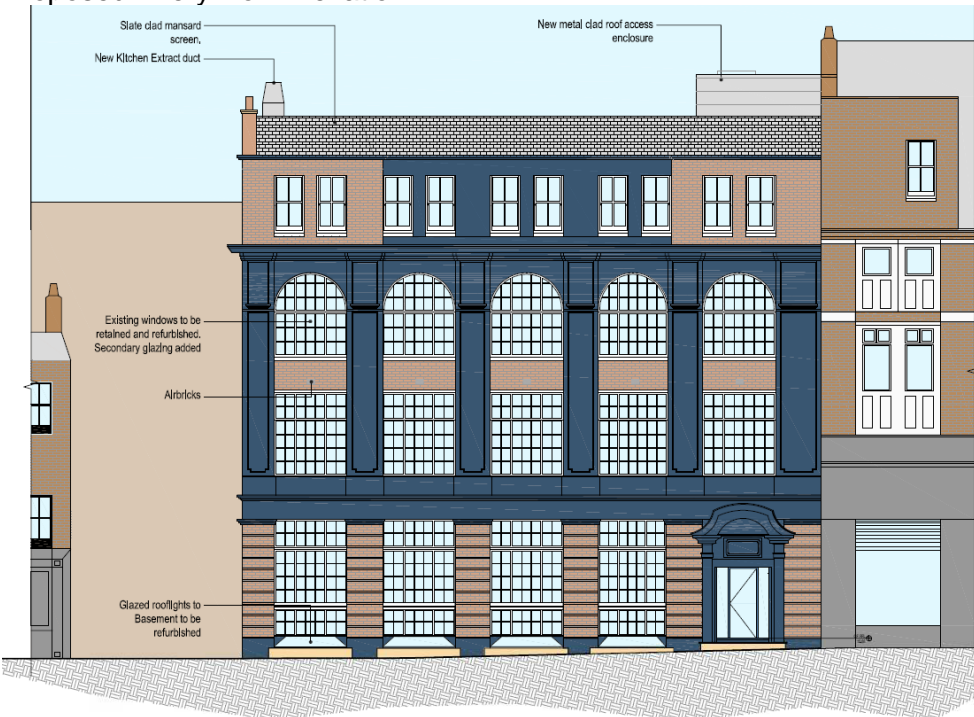 Slate clad mansard
screen,
New Kitchen Extract duct
New metal clad roof access
enclosure
Existing windows to be
retained and refurbished.
Secondary glazing added
Airbricks
Glazed rooflights to
Basement to be
refurbished